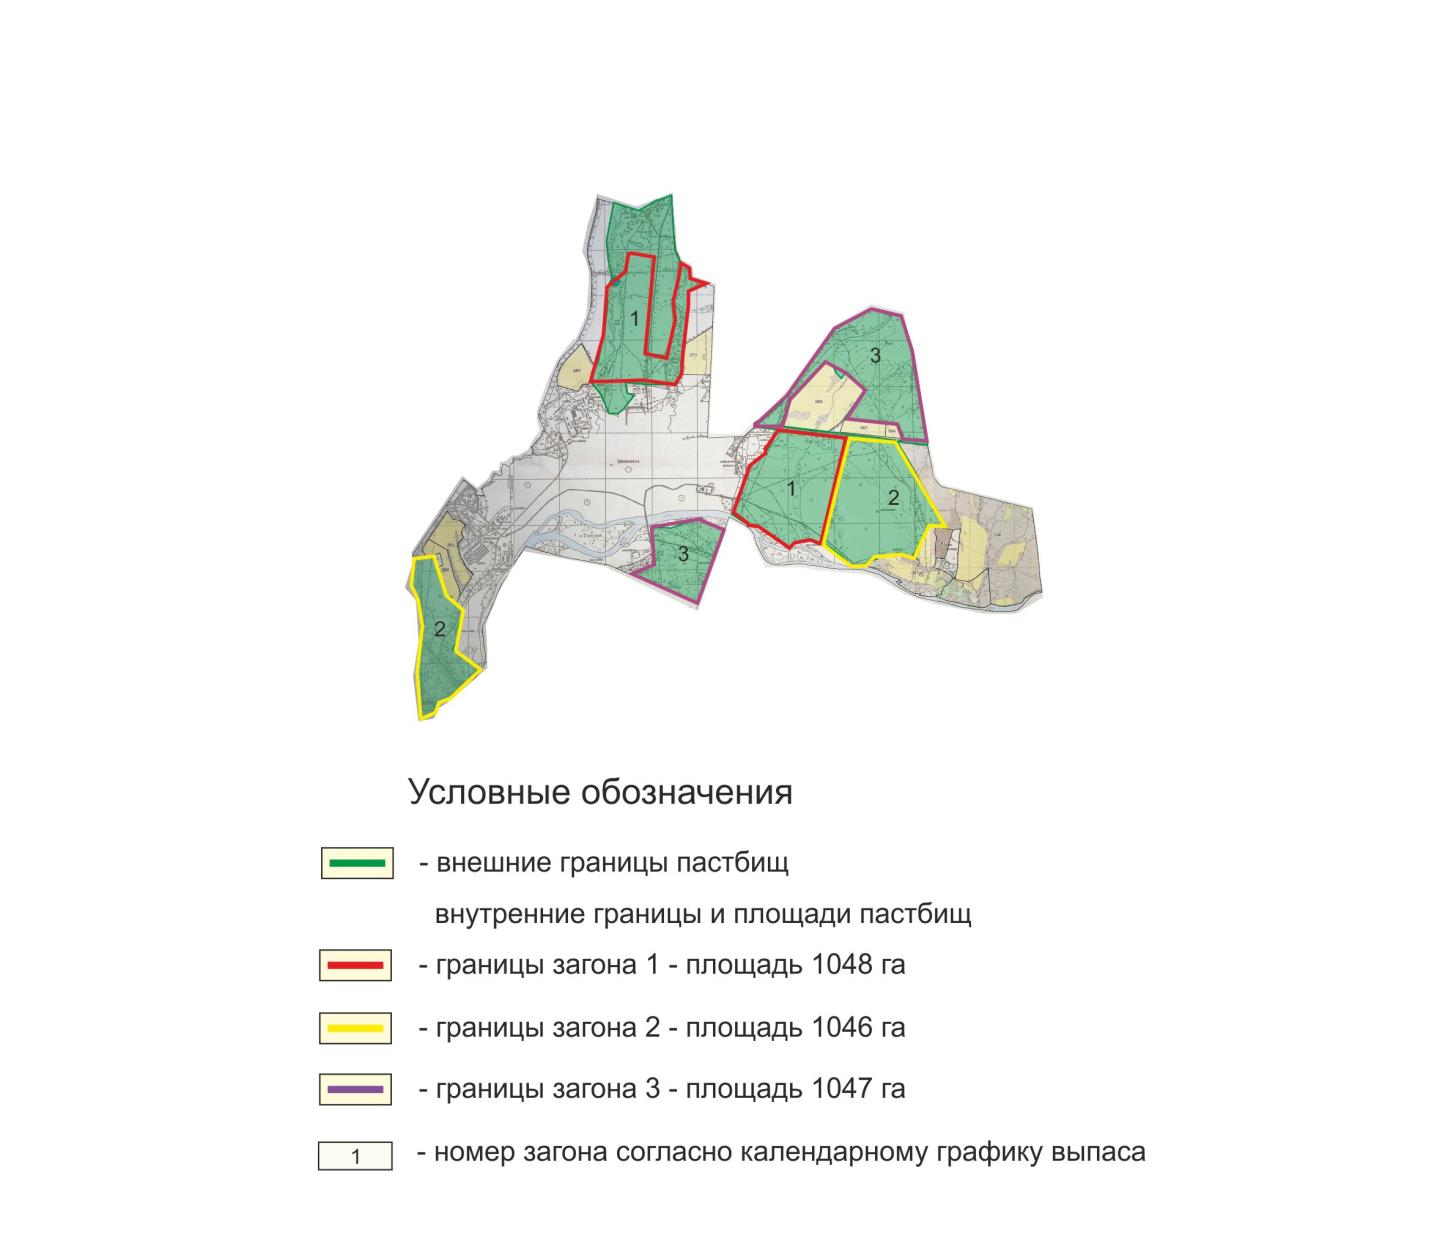 1
3
1
2
3
2
Условные обозначения
- внешние границы пастбищ
внутренние границы и площади пастбищ
- границы загона 1 - площадь 1048 га
- границы загона 2 - площадь 1046 га
- границы загона 3 - площадь 1047 га
1 - номер загона согласно календарному графику выпаса